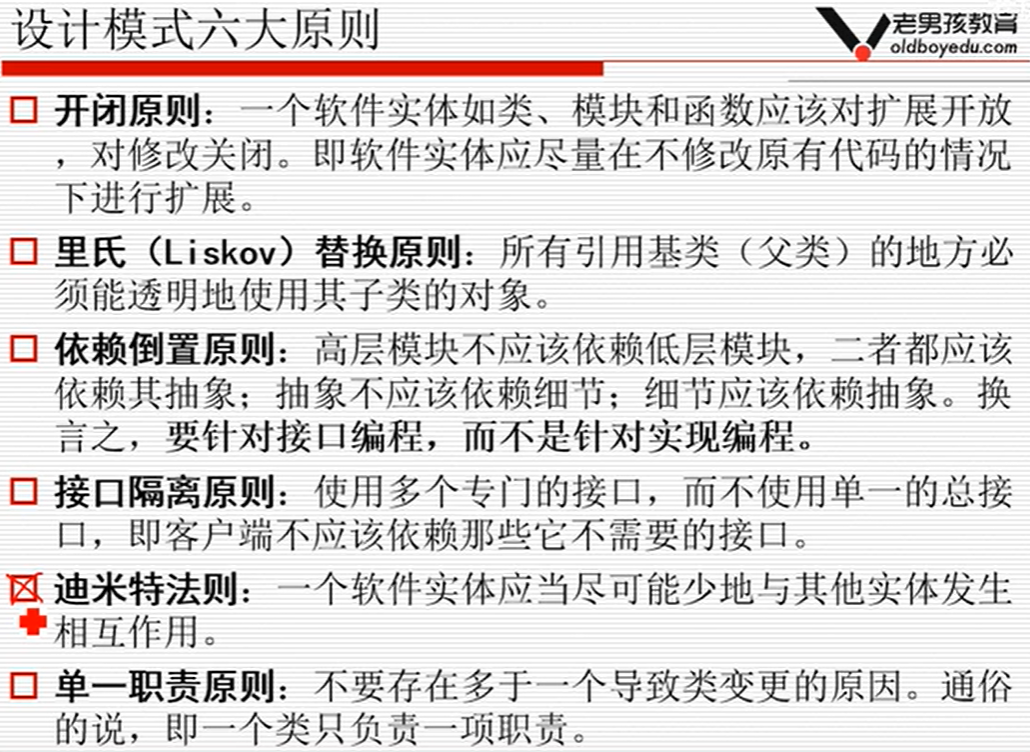 设计模式六大原则
老男孩教育
oldboyedu.com
开闭原则：一个软件实体如类、模块和函数应该对扩展开放
，对修改关闭。即软件实体应尽量在不修改原有代码的情况
下进行扩展。
里氏（Liskov）替换原则：所有引用基类（父类）的地方必
须能透明地使用其子类的对象。
依赖倒置原则：高层模块不应该依赖低层模块，二者都应该
依赖其抽象；抽象不应该依赖细节；细节应该依赖抽象。换
言之，要针对接口编程，而不是针对实现编程。
接口隔离原则：使用多个专门的接口，而不使用单一的总接
口，即客户端不应该依赖那些它不需要的接口。
迪米特法则：一个软件实体应当尽可能少地与其他实体发生
相互作用。
单一职责原则：不要存在多于一个导致类变更的原因。通俗
的说，即一个类只负责一项职责。